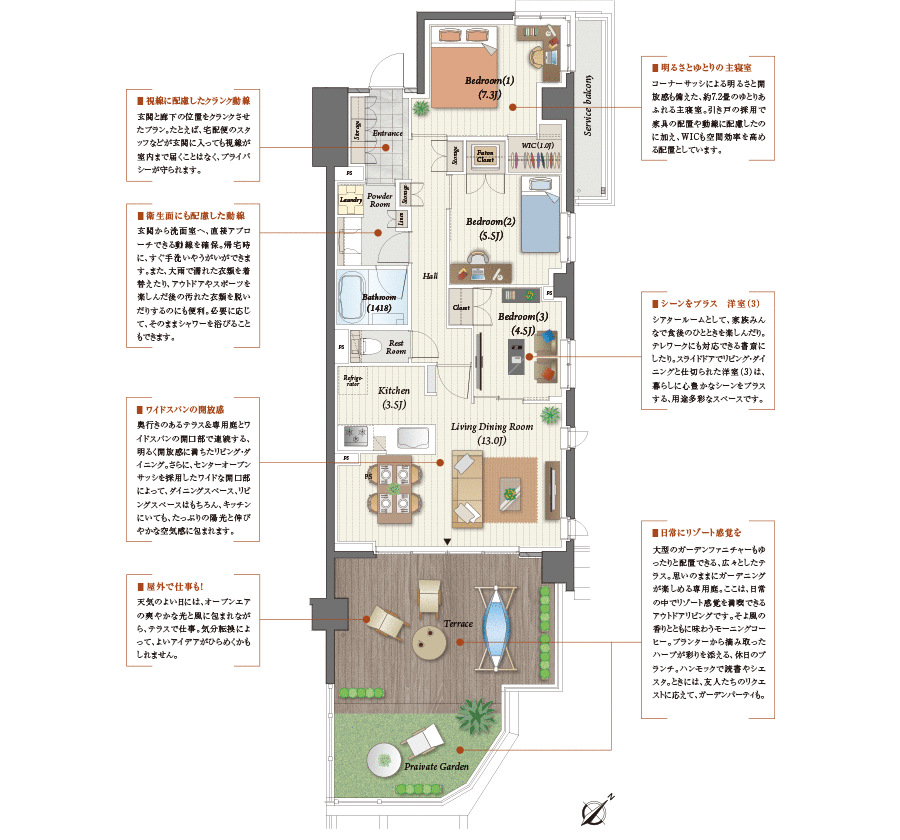 ■視線に配慮したクランク動線
玄関と廊下の位置をクランクさせ
たプラン。たとえば、宅配便のスタ
ッフなどが玄関に入っても視線が
室内まで届くことはなく、プライバ
シーが守られます。
■衛生面にも配慮した動線
玄関から洗面室へ、直接アプロ
ーチできる動線を確保。帰宅時
に、すぐ手洗いやうがいができま
す。また、大雨で濡れた衣類を着
替えたり、アウトドアやスポーツを
楽しんだ後の汚れた衣類を脱い
だりするのにも便利。必要に応じ
て、そのままシャワーを浴びること
もできます。
■ワイドスパンの開放感
奥行きのあるテラス&専用庭とワ
イドスパンの開口部で連続する、
明るく開放感に満ちたリビング・ダ
イニング。さらに、センターオープン
サッシを採用したワイドな開口部
によって、ダイニングスペース、リビ
ングスペースはもちろん、キッチン
にいても、たっぷりの陽光と伸び
やかな空気感に包まれます。
■屋外で仕事も!
天気のよい日には、オープンエア
の爽やかな光と風に包まれなが
ら、テラスで仕事。気分転換によ
って、よいアイデアがひらめくかも
しれません。
Bedroom(1)
(7.3J)
Service balcony
Storage
Entrance
Storage
Futon
Closet
WIC(1.0J)
PS
Laundry
Powder
Room
Storage
Linen
Bedroom(2)
(5.5J)
Hall
Bathroom
(1418)
PS
Closet
Bedroom(3)
(4.5J)
PS
Rest
Room
Refrige-
rator
Kitchen
(3.5J)
Living Dining Room
(13.0J)
PS
PS
Terrace
Praivate Garden
N
■明るさとゆとりの主寝室
コーナーサッシによる明るさと開
放感も備えた、約7.2畳のゆとりあ
ふれる主寝室。引き戸の採用で
家具の配置や動線に配慮したの
に加え、WICも空間効率を高め
る配置としています。
■シーンをプラス 洋室(3)
シアタールームとして、家族みん
なで食後のひとときを楽しんだり。
テレワークにも対応できる書斎に
したり。スライドドアでリビング・ダイ
ニングと仕切られた洋室(3)は、
暮らしに心豊かなシーンをプラス
する、用途多彩なスペースです。
■日常にリゾート感覚を
大型のガーデンファニチャーもゆ
ったりと配置できる、広々としたテ
ラス。思いのままにガーデニング
が楽しめる専用庭。ここは、日常
の中でリゾート感覚を満喫できる
アウトドアリビングです。そよ風の
香りとともに味わうモーニングコー
ヒー。プランターから摘み取った
ハーブが彩りを添える、休日のブ
ランチ。ハンモックで読書やシエ
スタ。ときには、友人たちのリクエ
ストに応えて、ガーデンパーティも。